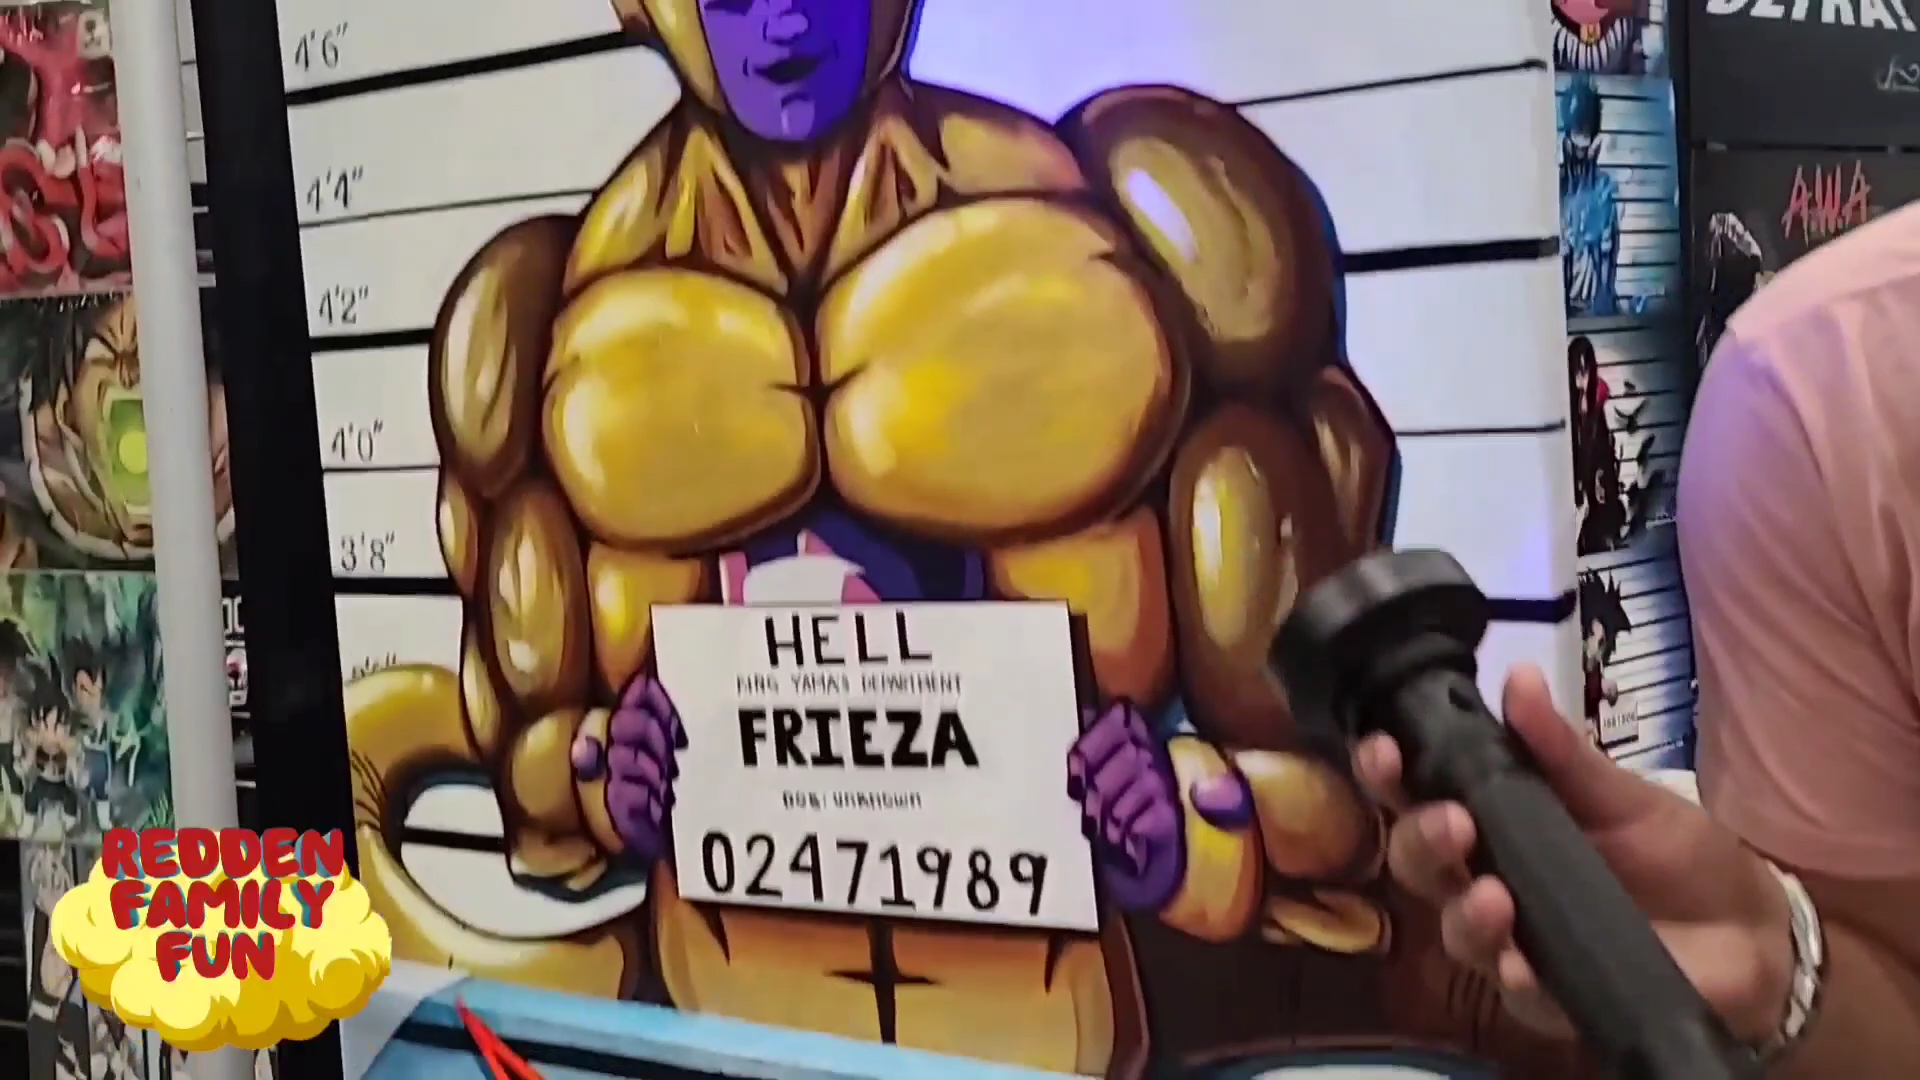 4'6"
4'4"
4'2"
4'0"
3'8"
HELL
KING YAMA'S DEPARTMENT
FRIEZA
DOB: UNKNOWN
02471989
A.W.A
REDDEN
FAMILY
FUN